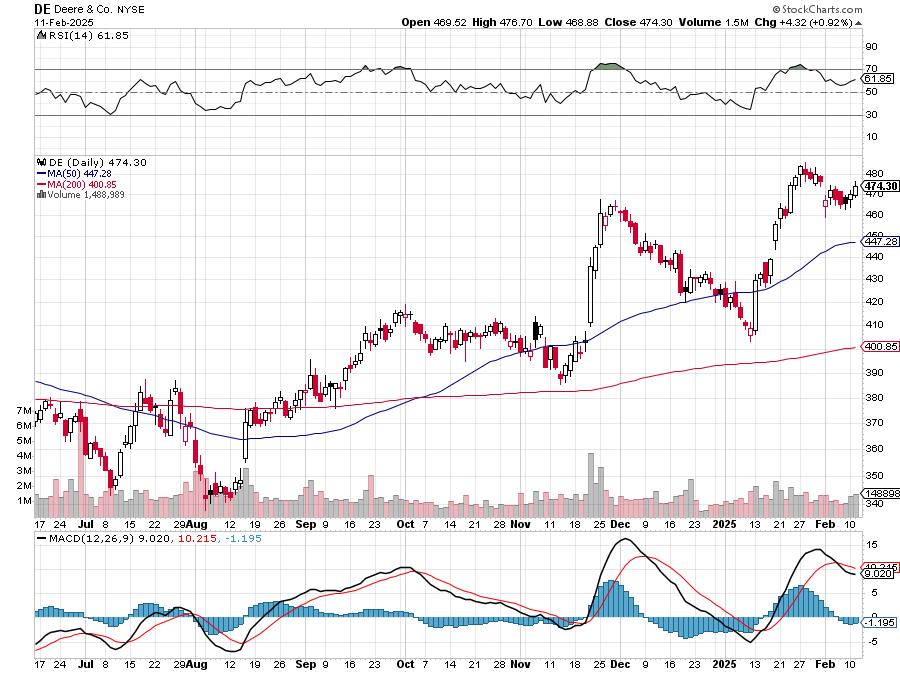 DE Deere & Co. NYSE © StockCharts.com
11-Feb-2025 Open 469.52 High 476.70 Low 468.88 Close 474.30 Volume 1.5M Chg +4.32 (+0.92%)
RSI(14) 61.85
90
70
61.85
50
30
10
DE (Daily) 474.30
MA(50) 447.28
MA(200) 400.85
Volume 1,488,989
480
474.30
470
460
450
447.28
440
430
420
410
400.85
390
380
7M 370
6M
5M 360
4M
3M 350
2M
1M 148898
340
17 24 Jul 8 15 22 29 Aug 12 19 26 Sep 9 16 23 Oct 7 14 21 28 Nov 11 18 25 Dec 9 16 23 2025 13 21 27 Feb 10
MACD(12,26,9) 9.020, 10.215, -1.195
15
10.215
9.020
5
0
-1.195
-5
17 24 Jul 8 15 22 29 Aug 12 19 26 Sep 9 16 23 Oct 7 14 21 28 Nov 11 18 25 Dec 9 16 23 2025 13 21 27 Feb 10